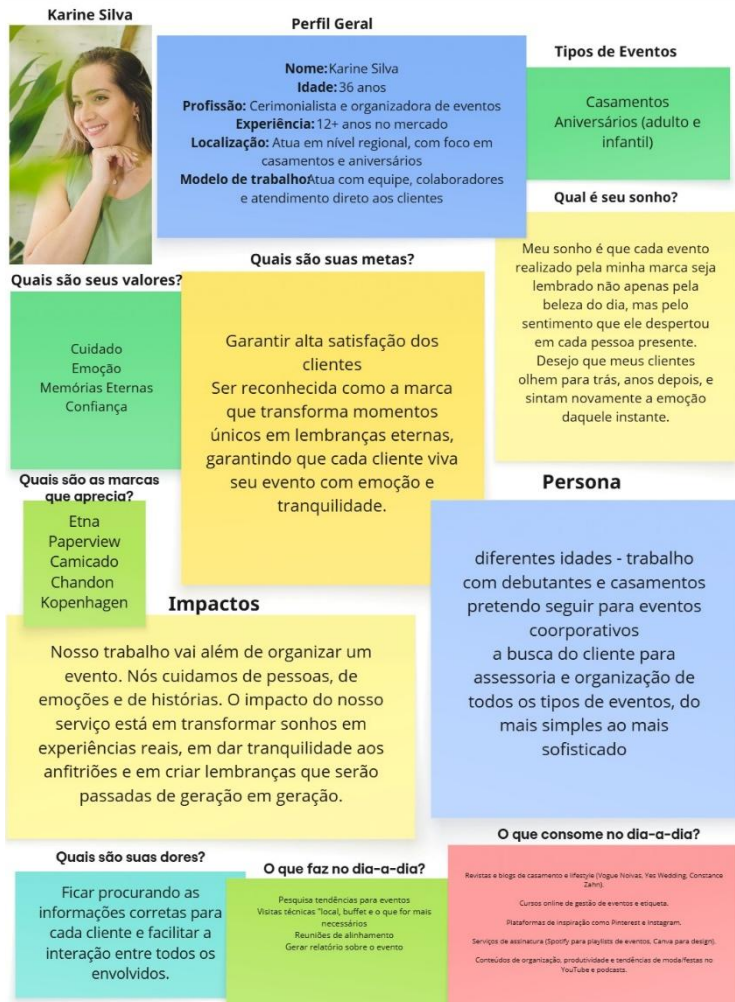 Karine Silva
Perfil Geral
Nome:Karine Silva
Idade: 36 anos
Profissão: Cerimonialista e organizadora de eventos
Experiência: 12+ anos no mercado
Localização: Atua em nível regional, com foco em
casamentos e aniversários
Modelo de trabalho:Atua com equipe, colaboradores
e atendimento direto aos clientes
Tipos de Eventos
Casamentos
Aniversários (adulto e
infantil)
Qual é seu sonho?
Meu sonho é que cada evento
realizado pela minha marca seja
lembrado não apenas pela
beleza do dia, mas pelo
sentimento que ele despertou
em cada pessoa presente.
Desejo que meus clientes
olhem para trás, anos depois, e
sintam novamente a emoção
daquele instante.
Quais são seus valores?
Cuidado
Emoção
Memórias Eternas
Confiança
Quais são suas metas?
Garantir alta satisfação dos
clientes
Ser reconhecida como a marca
que transforma momentos
únicos em lembranças eternas,
garantindo que cada cliente viva
seu evento com emoção e
tranquilidade.
Quais são as marcas
que aprecia?
Etna
Paperview
Camicado
Chandon
Kopenhagen
Persona
diferentes idades - trabalho
com debutantes e casamentos
pretendo seguir para eventos
coorporativos
a busca do cliente para
assessoria e organização de
todos os tipos de eventos, do
mais simples ao mais
sofisticado
Impactos
Nosso trabalho vai além de organizar um
evento. Nós cuidamos de pessoas, de
emoções e de histórias. O impacto do nosso
serviço está em transformar sonhos em
experiências reais, em dar tranquilidade aos
anfitriões e em criar lembranças que serão
passadas de geração em geração.
Quais são suas dores?
Ficar procurando as
informações corretas para
cada cliente e facilitar a
interação entre todos os
envolvidos.
O que faz no dia-a-dia?
Pesquisa tendências para eventos
Visitas técnicas "local, buffet e o que for mais
necessários
Reuniões de alinhamento
Gerar relatório sobre o evento
O que consome no dia-a-dia?
Revistas e blogs de casamento e lifestyle (Vogue Noivas, Yes Wedding, Constance
Zahn).
Cursos online de gestão de eventos e etiqueta.
Plataformas de inspiração como Pinterest e Instagram.
Serviços de assinatura (Spotify para playlists de eventos, Canva para design).
Conteúdos de organização, produtividade e tendências de moda/festas no
YouTube e podcasts.